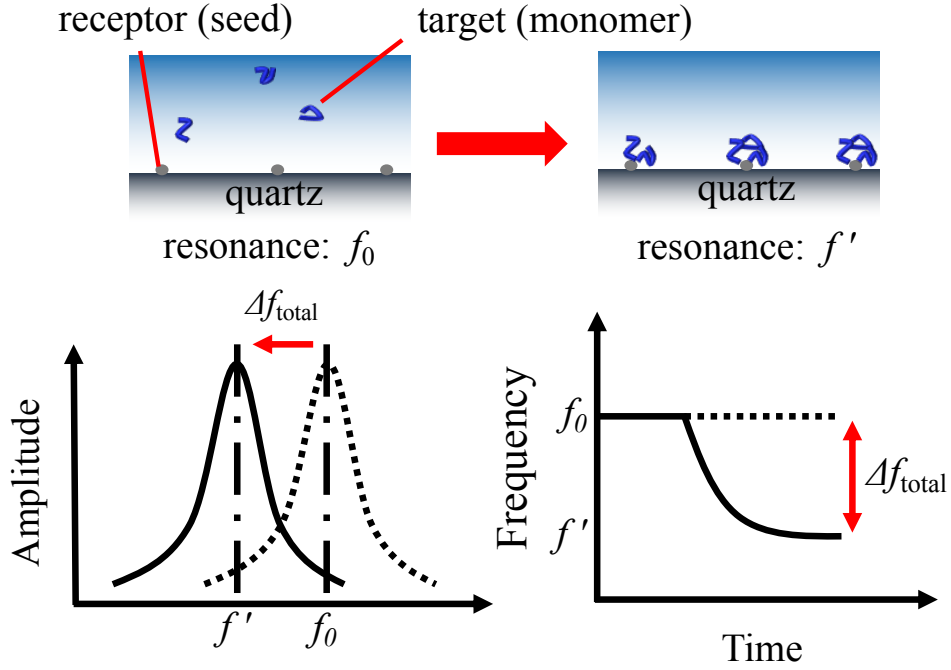 receptor (seed)
target (monomer)
quartz
quartz
resonance: f0
resonance: f'
Δftotal
Amplitude
f'
f0
Frequency
f0
f'
Δftotal
Time